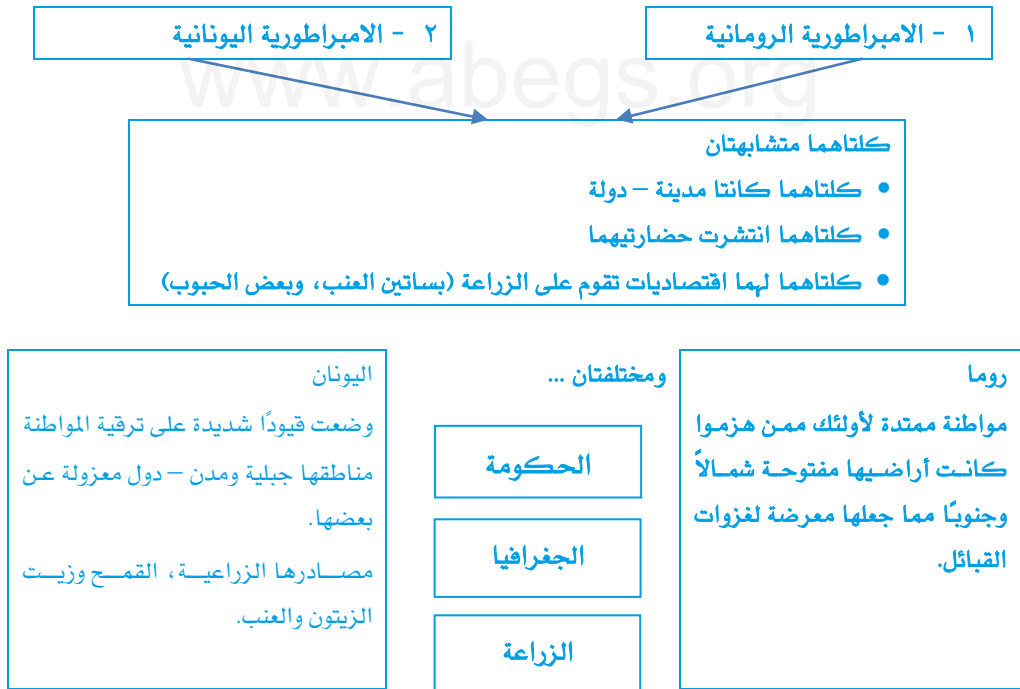 ١ - الامبراطورية الرومانية
٢ - الامبراطورية اليونانية
www.abegs.org
كلتاهما متشابهتان
• كلتاهما كانتا مدينة – دولة
• كلتاهما انتشرت حضارتيهما
• كلتاهما لهما اقتصاديات تقوم على الزراعة (بساتين العنب، وبعض الحبوب)
روما
مواطنة ممتدة لأولئك ممن هزموا
كانت أراضيها مفتوحة شمالاً
وجنوبًا مما جعلها معرضة لغزوات
القبائل.
ومختلفتان ...
الحكومة
الجغرافيا
الزراعة
اليونان
وضعت قيودًا شديدة على ترقية المواطنة
مناطقها جبلية ومدن – دول معزولة عن
بعضها.
مصادرها الزراعية، القمح وزيت
الزيتون والعنب.